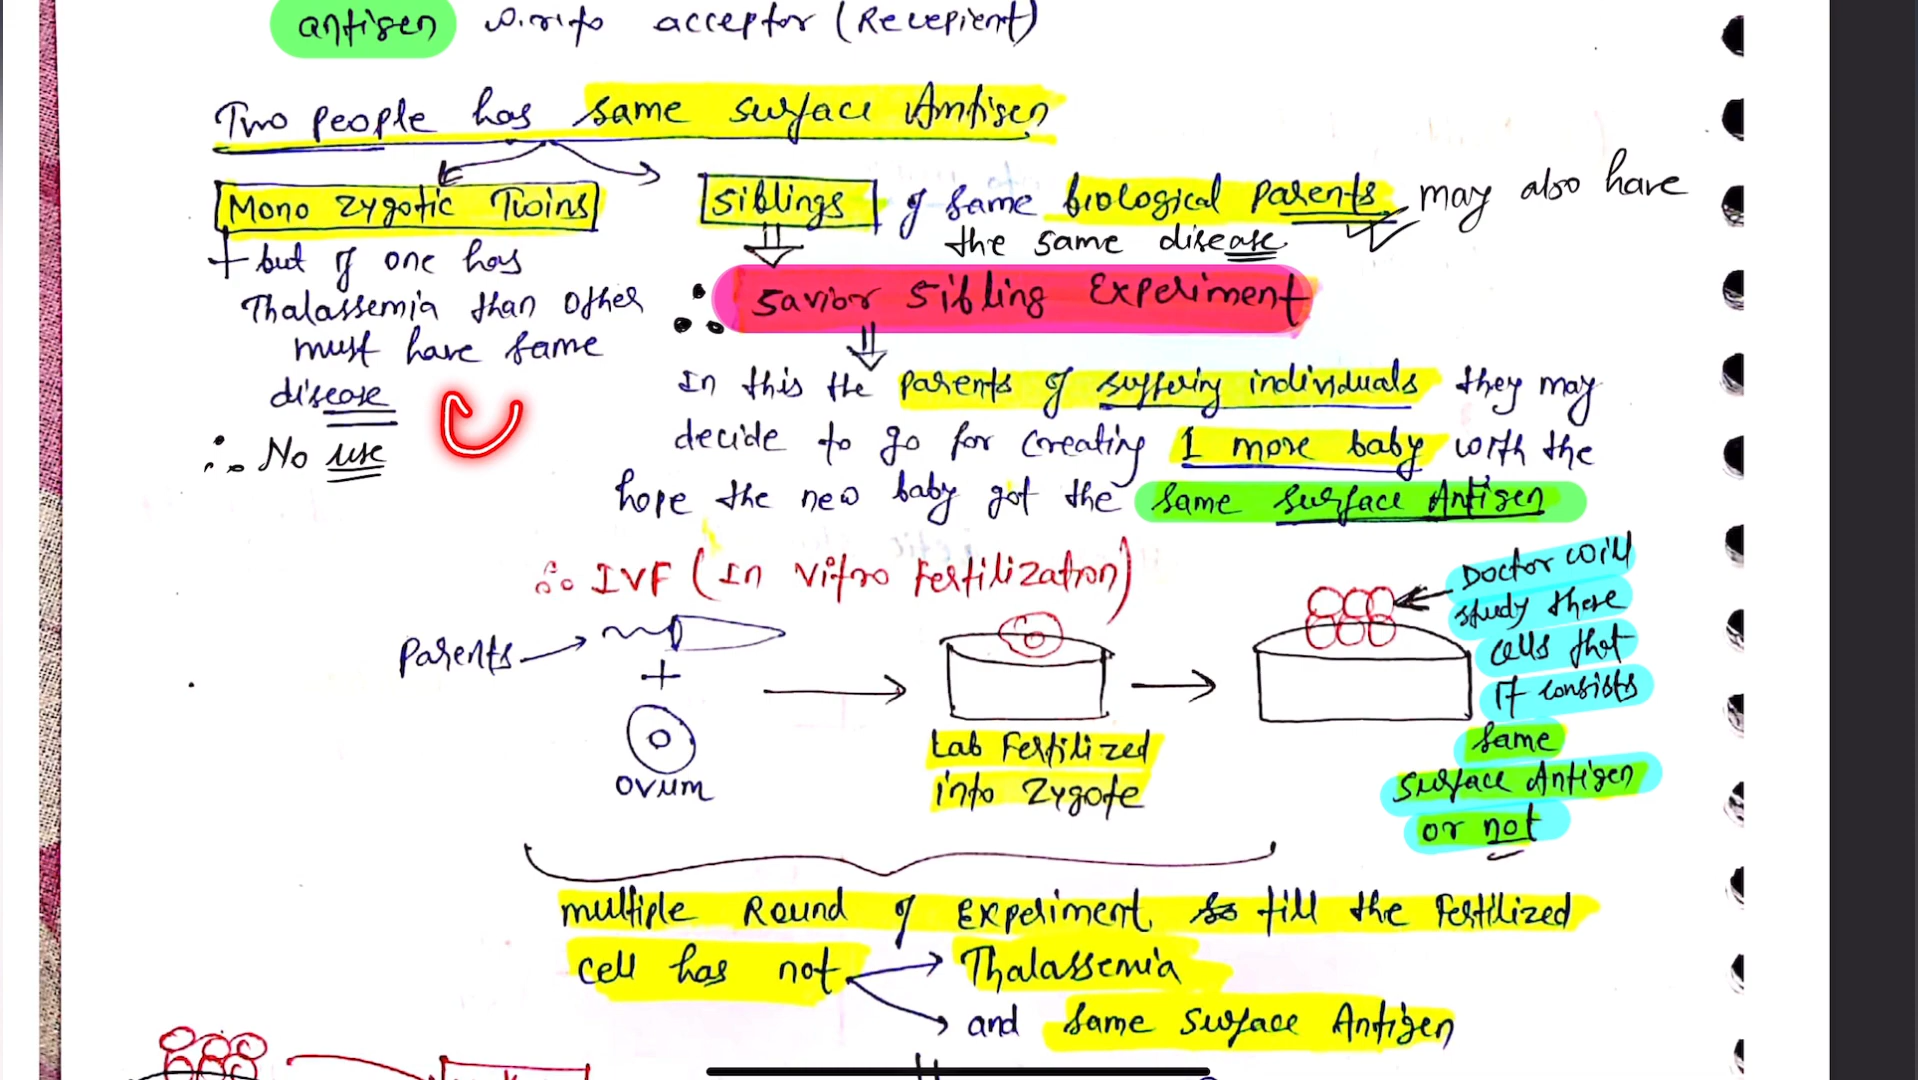 antigen w.r.to acceptor (Recepient)
Two people has same surface Antigen
Mono Zygotic Twins
but if one has
Thalassemia than other
must have same
disease
∴ No use
Siblings of same biological parents may also have
the same disease
∴ Savior Sibling Experiment
In this the parents of suffering individuals they may
decide to go for creating 1 more baby with the
hope the new baby got the same surface Antigen
∴ IVF (In Vitro Fertilization)
Parents
+
ovum
Lab Fertilized
into Zygote
Doctor will
study there
cells that
it consists
same
surface Antigen
or not
multiple Round of Experiment till the Fertilized
cell has not Thalassemia
and same surface Antigen